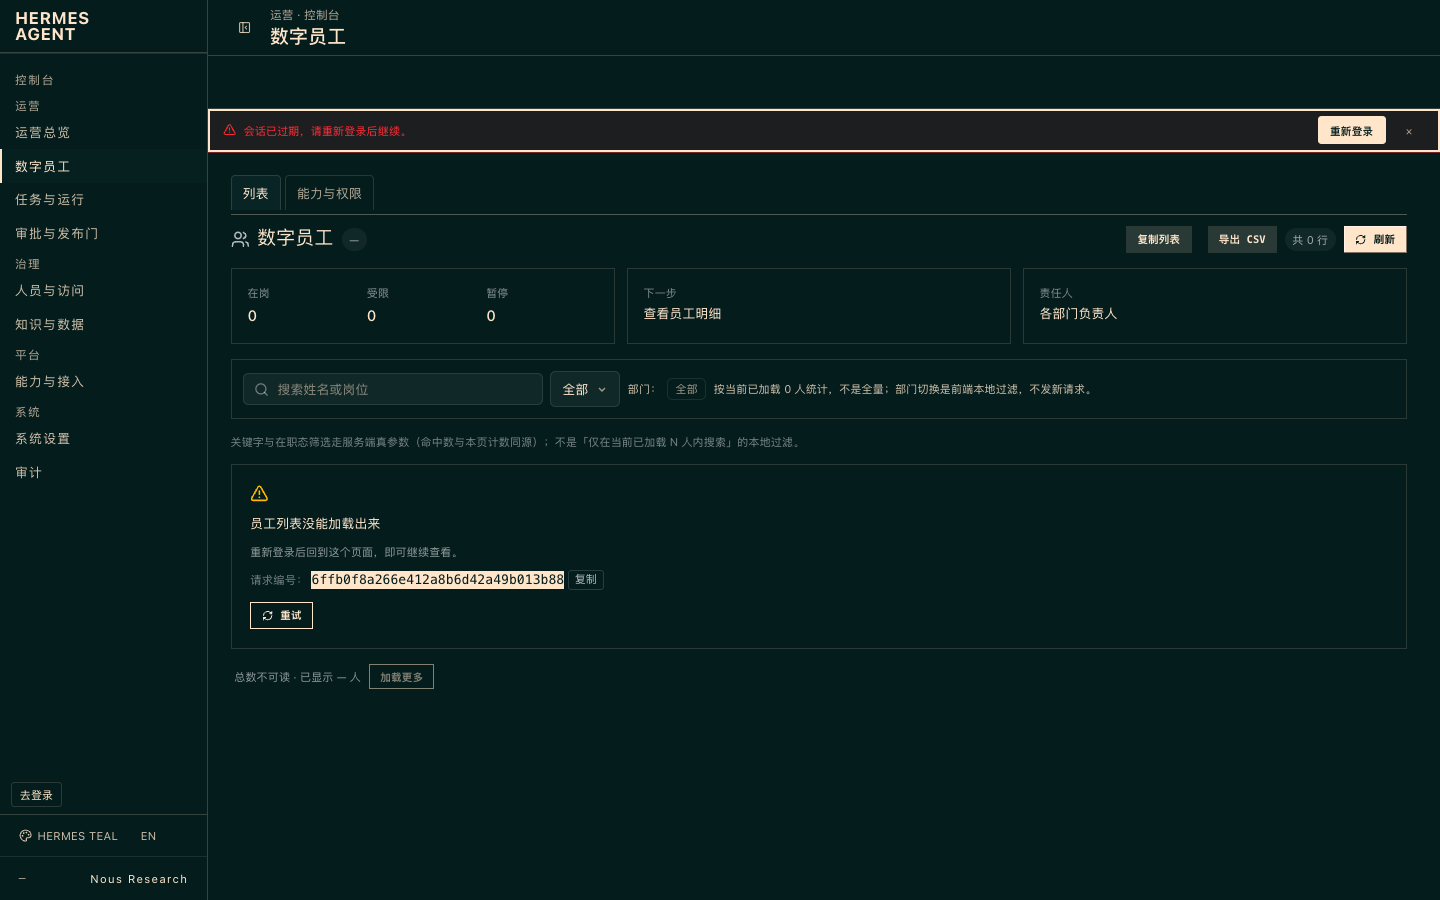 HERMES
AGENT
控制台
运营
运营总览
数字员工
任务与运行
审批与发布门
治理
人员与访问
知识与数据
平台
能力与接入
系统
系统设置
审计
去登录
HERMES TEAL EN
— Nous Research
运营 · 控制台
数字员工
会话已过期，请重新登录后继续。 重新登录 ×
列表 能力与权限
数字员工 — 复制列表 导出 CSV 共 0 行 刷新
在岗 受限 暂停
0 0 0
下一步
查看员工明细
责任人
各部门负责人
搜索姓名或岗位 全部 部门： 全部 按当前已加载 0 人统计，不是全量；部门切换是前端本地过滤，不发新请求。
关键字与在职态筛选走服务端真参数（命中数与本页计数同源）；不是「仅在当前已加载 N 人内搜索」的本地过滤。
员工列表没能加载出来
重新登录后回到这个页面，即可继续查看。
请求编号： 6ffb0f8a266e412a8b6d42a49b013b88 复制
重试
总数不可读 · 已显示 — 人 加载更多